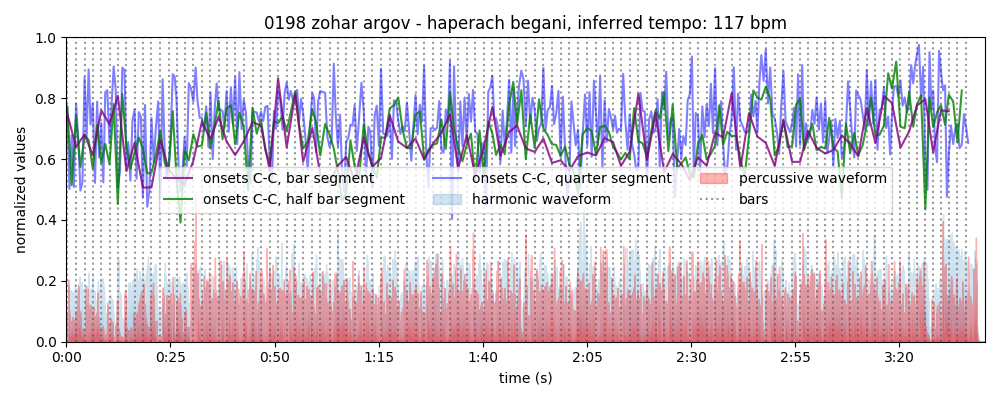 0198 zohar argov - haperach begani, inferred tempo: 117 bpm
1.0
0.8
0.6
0.4
0.2
0.0
normalized values
onsets C-C, bar segment
onsets C-C, half bar segment
onsets C-C, quarter segment
harmonic waveform
percussive waveform
bars
0:00 0:25 0:50 1:15 1:40 2:05 2:30 2:55 3:20
time (s)